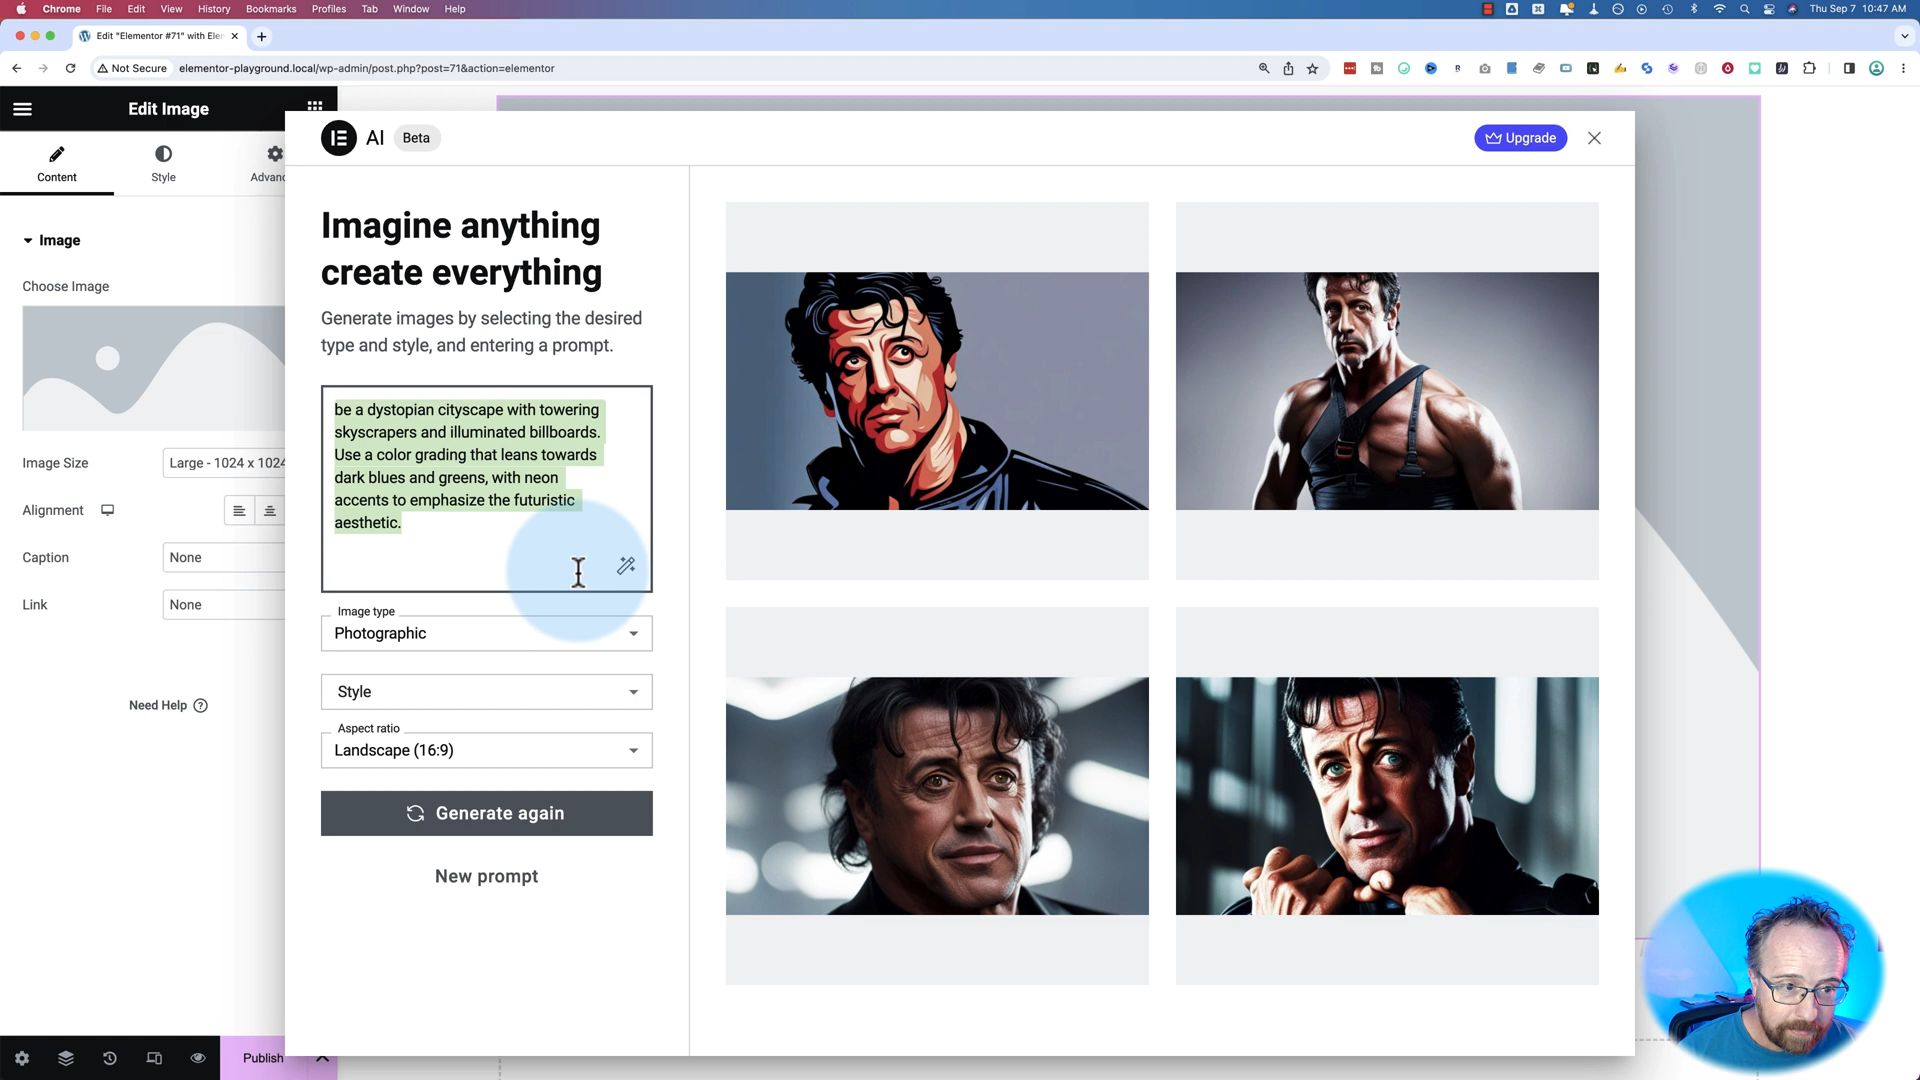 Chrome File Edit View History Bookmarks Profiles Tab Window Help
Thu Sep 7 10:47 AM
Edit "Elementor #71" with Elem
Not Secure elementor-playground.local/wp-admin/post.php?post=71&action=elementor
Edit Image
Content Style Advanc
Image
Choose Image
Image Size Large - 1024 x 1024
Alignment
Caption None
Link None
Need Help
Publish
AI Beta
Upgrade
Imagine anything
create everything
Generate images by selecting the desired
type and style, and entering a prompt.
be a dystopian cityscape with towering
skyscrapers and illuminated billboards.
Use a color grading that leans towards
dark blues and greens, with neon
accents to emphasize the futuristic
aesthetic.
Image type
Photographic
Style
Aspect ratio
Landscape (16:9)
Generate again
New prompt